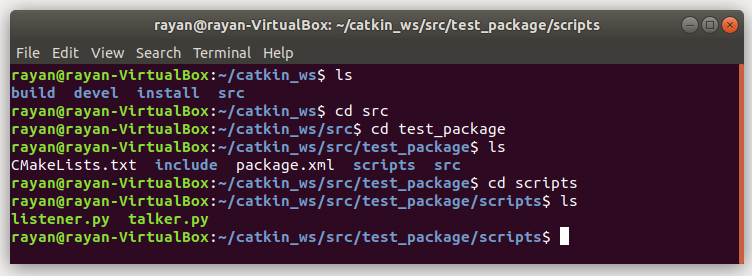 rayan@rayan-VirtualBox: ~/catkin_ws/src/test_package/scripts
File Edit View Search Terminal Help
rayan@rayan-VirtualBox:~/catkin_ws$ ls
build devel install src
rayan@rayan-VirtualBox:~/catkin_ws$ cd src
rayan@rayan-VirtualBox:~/catkin_ws/src$ cd test_package
rayan@rayan-VirtualBox:~/catkin_ws/src/test_package$ ls
CMakeLists.txt include package.xml scripts src
rayan@rayan-VirtualBox:~/catkin_ws/src/test_package$ cd scripts
rayan@rayan-VirtualBox:~/catkin_ws/src/test_package/scripts$ ls
listener.py talker.py
rayan@rayan-VirtualBox:~/catkin_ws/src/test_package/scripts$